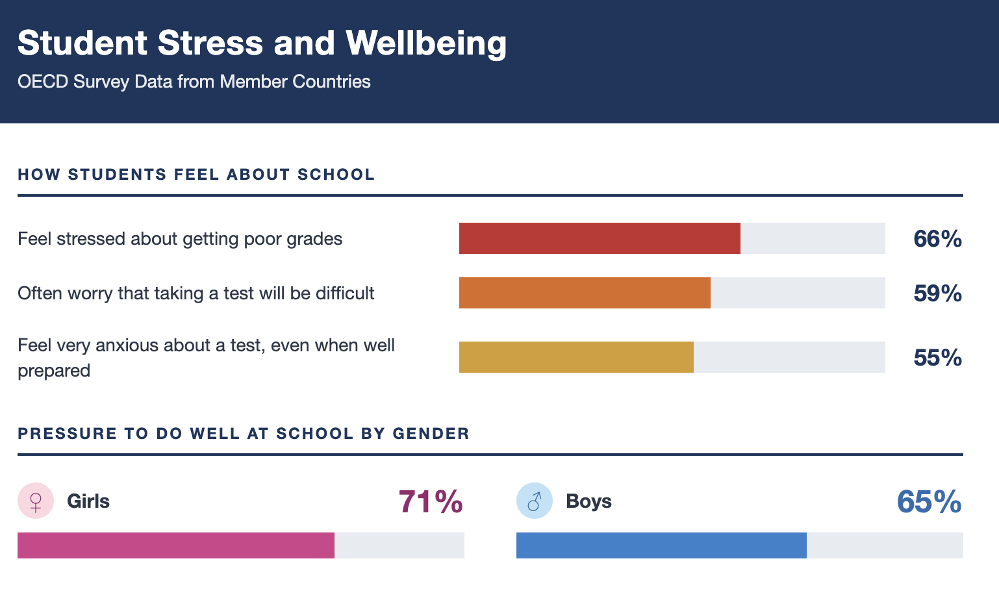 Student Stress and Wellbeing
OECD Survey Data from Member Countries
HOW STUDENTS FEEL ABOUT SCHOOL
Feel stressed about getting poor grades 66%
Often worry that taking a test will be difficult 59%
Feel very anxious about a test, even when well
prepared 55%
PRESSURE TO DO WELL AT SCHOOL BY GENDER
♀ Girls 71%
♂ Boys 65%